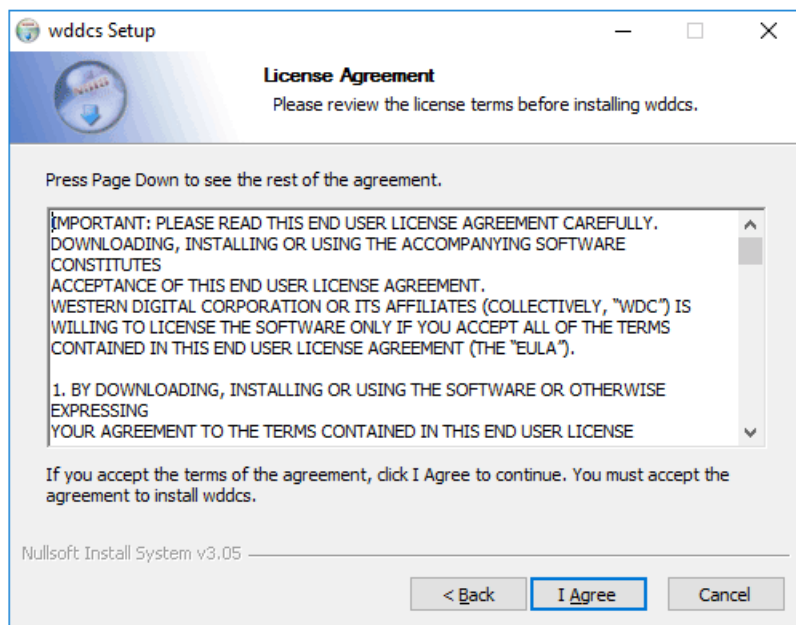 wddcs Setup
License Agreement
Please review the license terms before installing wddcs.
Press Page Down to see the rest of the agreement.
IMPORTANT: PLEASE READ THIS END USER LICENSE AGREEMENT CAREFULLY.
DOWNLOADING, INSTALLING OR USING THE ACCOMPANYING SOFTWARE
CONSTITUTES
ACCEPTANCE OF THIS END USER LICENSE AGREEMENT.
WESTERN DIGITAL CORPORATION OR ITS AFFILIATES (COLLECTIVELY, “WDC”) IS
WILLING TO LICENSE THE SOFTWARE ONLY IF YOU ACCEPT ALL OF THE TERMS
CONTAINED IN THIS END USER LICENSE AGREEMENT (THE “EULA”).
1. BY DOWNLOADING, INSTALLING OR USING THE SOFTWARE OR OTHERWISE
EXPRESSING
YOUR AGREEMENT TO THE TERMS CONTAINED IN THIS END USER LICENSE
If you accept the terms of the agreement, click I Agree to continue. You must accept the
agreement to install wddcs.
Nullsoft Install System v3.05
< Back
I Agree
Cancel